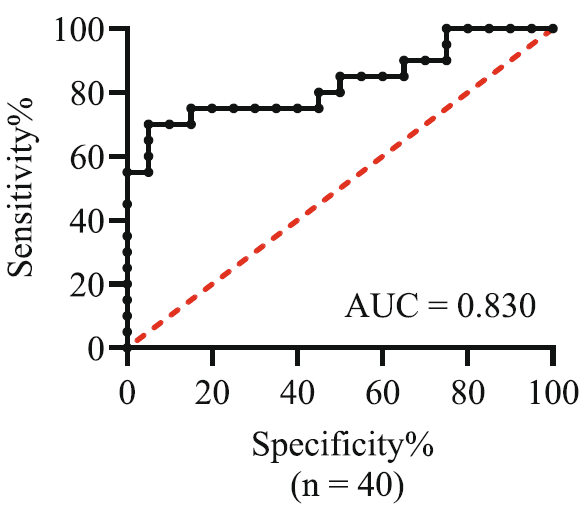 Sensitivity%
100
80
60
40
20
0
AUC = 0.830
0 20 40 60 80 100
Specificity%
(n = 40)